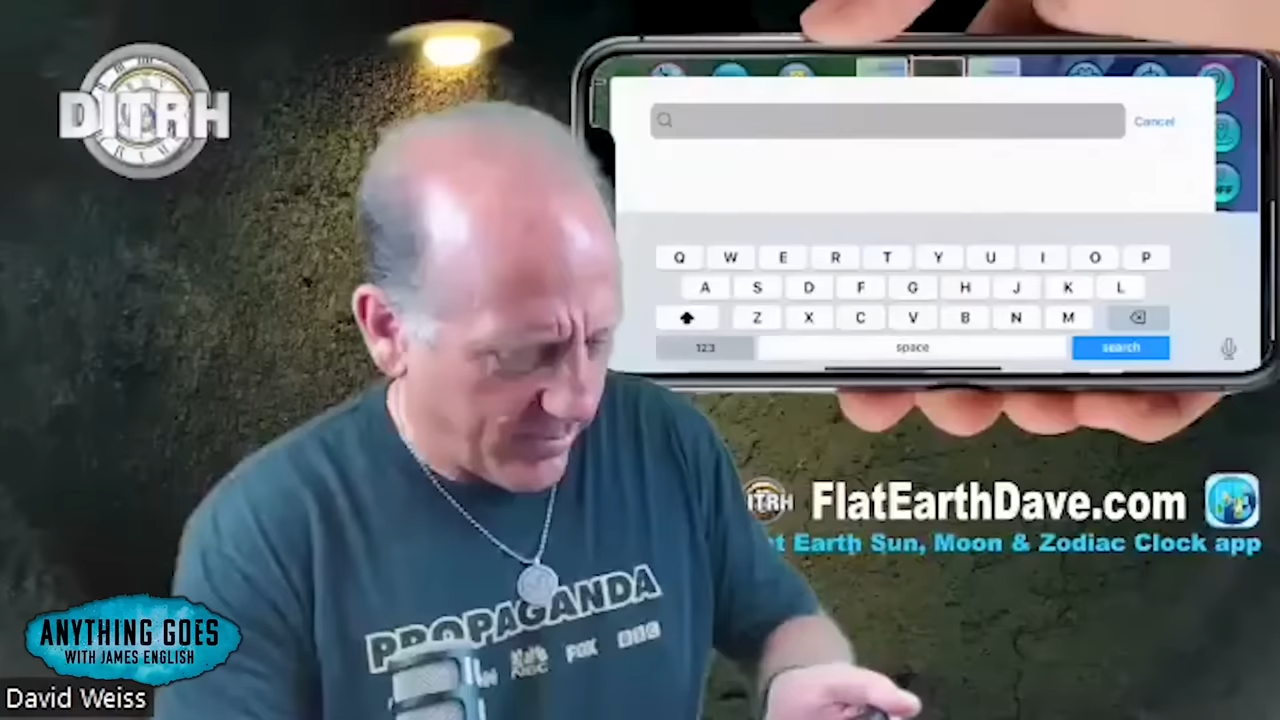 DITRH
Cancel
Q W E R T Y U I O P
A S D F G H J K L
Z X C V B N M
123 space search
FlatEarthDave.com
Earth Sun, Moon & Zodiac Clock app
PROPAGANDA
FOX BBC
ANYTHING GOES
WITH JAMES ENGLISH
David Weiss